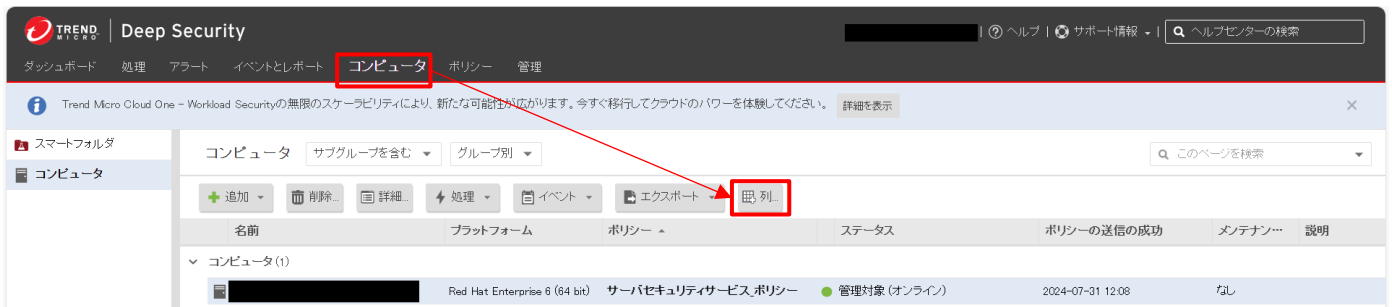 TREND MICRO | Deep Security
| ヘルプ | サポート情報 | ヘルプセンターの検索
ダッシュボード 処理 アラート イベントとレポート コンピュータ ポリシー 管理
Trend Micro Cloud One - Workload Securityの無限のスケーラビリティにより、新たな可能性が広がります。今すぐ移行してクラウドのパワーを体験してください。 詳細を表示 ×
スマートフォルダ
コンピュータ
コンピュータ サブグループを含む グループ別 このページを検索
追加 削除... 詳細... 処理 イベント エクスポート 列...
名前 プラットフォーム ポリシー ステータス ポリシーの送信の成功 メンテナン… 説明
コンピュータ (1)
Red Hat Enterprise 6 (64 bit) サーバセキュリティサービス_ポリシー 管理対象 (オンライン) 2024-07-31 12:08 なし